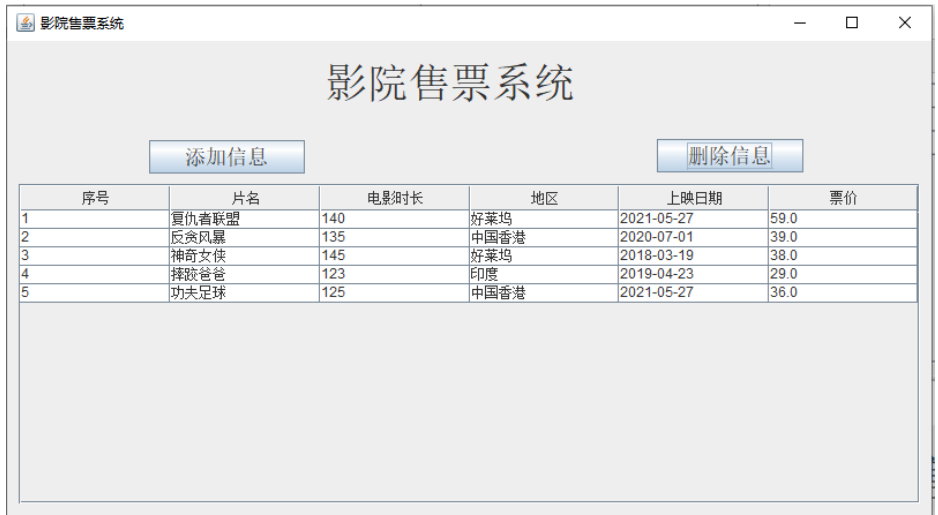 影院售票系统
影院售票系统
添加信息 删除信息
序号 片名 电影时长 地区 上映日期 票价
1 复仇者联盟 140 好莱坞 2021-05-27 59.0
2 反贪风暴 135 中国香港 2020-07-01 39.0
3 神奇女侠 145 好莱坞 2018-03-19 38.0
4 摔跤爸爸 123 印度 2019-04-23 29.0
5 功夫足球 125 中国香港 2021-05-27 36.0